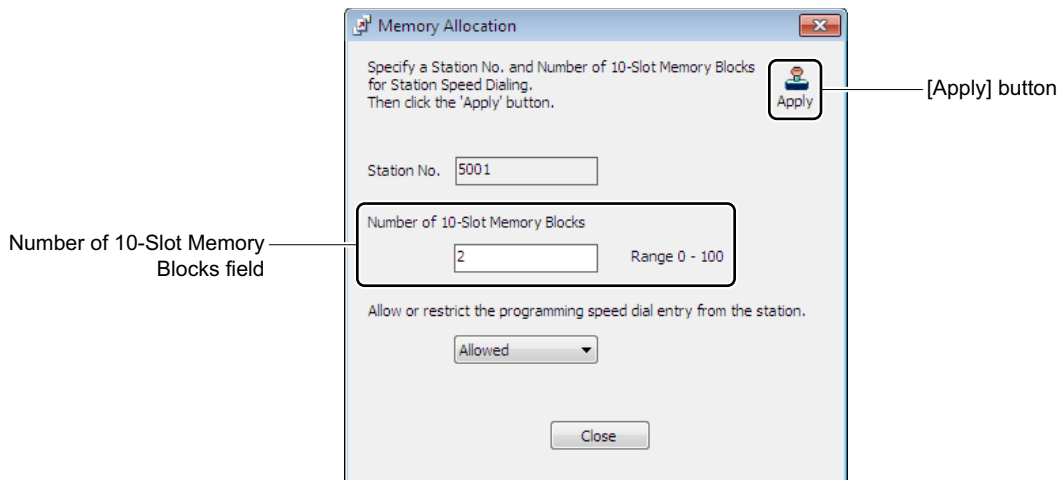 Memory Allocation
Specify a Station No. and Number of 10-Slot Memory Blocks
for Station Speed Dialing.
Then click the 'Apply' button.
Apply
[Apply] button
Station No. 5001
Number of 10-Slot Memory Blocks
2 Range 0 - 100
Number of 10-Slot Memory
Blocks field
Allow or restrict the programming speed dial entry from the station.
Allowed
Close